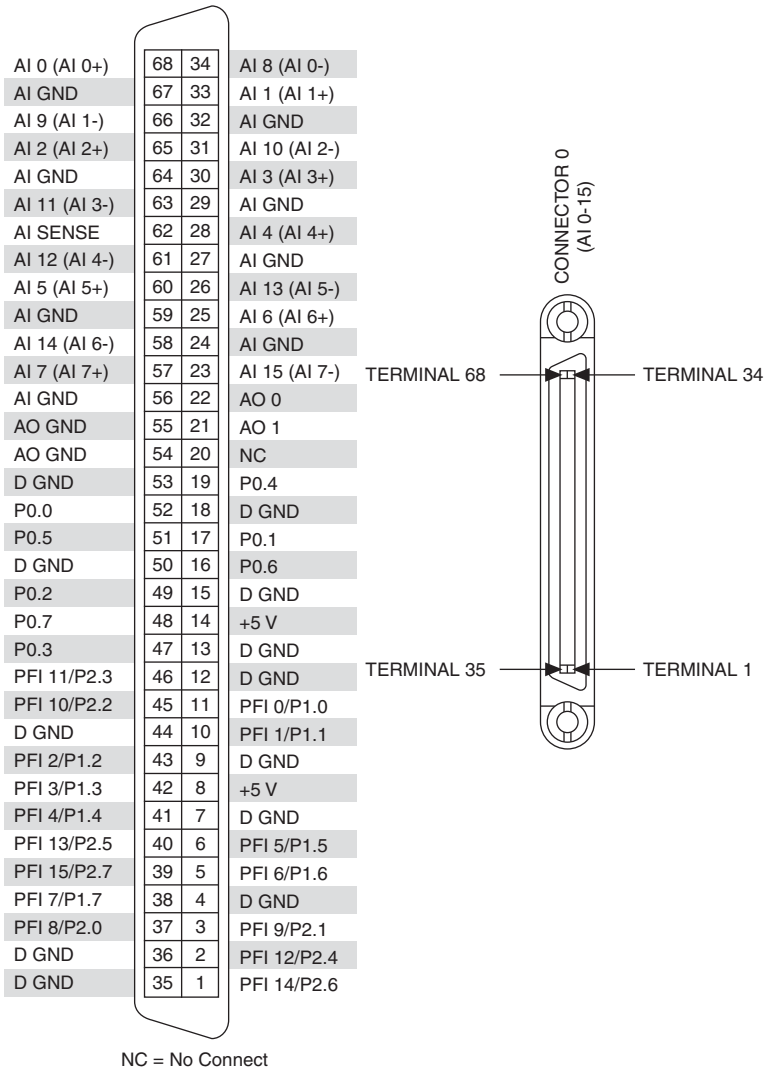 AI 0 (AI 0+) 68 34 AI 8 (AI 0-)
AI GND 67 33 AI 1 (AI 1+)
AI 9 (AI 1-) 66 32 AI GND
AI 2 (AI 2+) 65 31 AI 10 (AI 2-)
AI GND 64 30 AI 3 (AI 3+)
AI 11 (AI 3-) 63 29 AI GND
AI SENSE 62 28 AI 4 (AI 4+)
AI 12 (AI 4-) 61 27 AI GND
AI 5 (AI 5+) 60 26 AI 13 (AI 5-)
AI GND 59 25 AI 6 (AI 6+)
AI 14 (AI 6-) 58 24 AI GND
AI 7 (AI 7+) 57 23 AI 15 (AI 7-)
AI GND 56 22 AO 0
AO GND 55 21 AO 1
AO GND 54 20 NC
D GND 53 19 P0.4
P0.0 52 18 D GND
P0.5 51 17 P0.1
D GND 50 16 P0.6
P0.2 49 15 D GND
P0.7 48 14 +5 V
P0.3 47 13 D GND
PFI 11/P2.3 46 12 D GND
PFI 10/P2.2 45 11 PFI 0/P1.0
D GND 44 10 PFI 1/P1.1
PFI 2/P1.2 43 9 D GND
PFI 3/P1.3 42 8 +5 V
PFI 4/P1.4 41 7 D GND
PFI 13/P2.5 40 6 PFI 5/P1.5
PFI 15/P2.7 39 5 PFI 6/P1.6
PFI 7/P1.7 38 4 D GND
PFI 8/P2.0 37 3 PFI 9/P2.1
D GND 36 2 PFI 12/P2.4
D GND 35 1 PFI 14/P2.6
NC = No Connect
CONNECTOR 0
(AI 0-15)
TERMINAL 68 TERMINAL 34
TERMINAL 35 TERMINAL 1